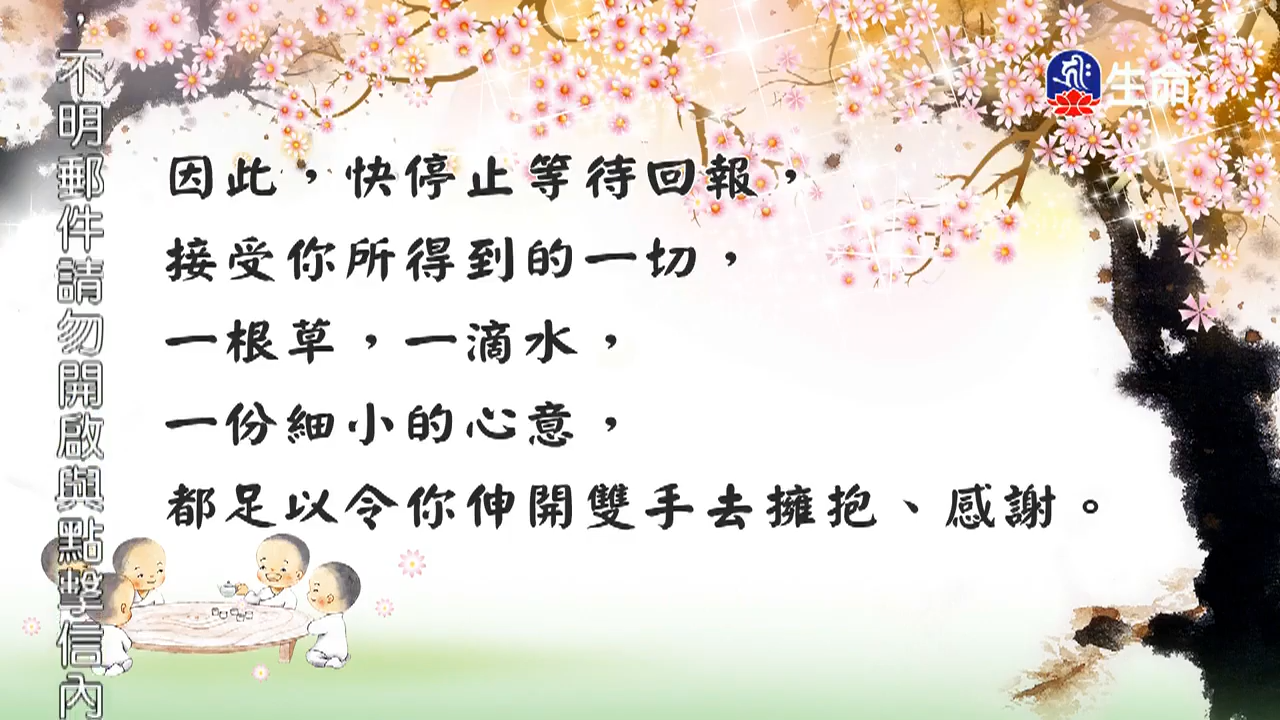 生命
因此，快停止等待回報，
接受你所得到的一切，
一根草，一滴水，
一份細小的心意，
都足以令你伸開雙手去擁抱、感謝。
，不明郵件請勿開啟與點擊信內